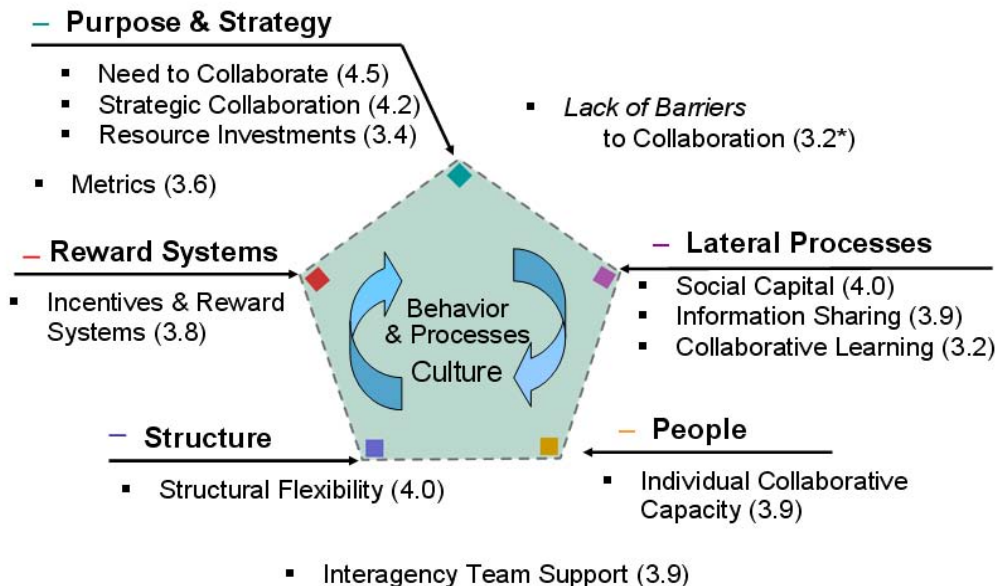 – Purpose & Strategy
▪ Need to Collaborate (4.5)
▪ Strategic Collaboration (4.2)
▪ Resource Investments (3.4)
▪ Metrics (3.6)
▪ Lack of Barriers
to Collaboration (3.2*)
– Reward Systems
▪ Incentives & Reward
Systems (3.8)
– Lateral Processes
▪ Social Capital (4.0)
▪ Information Sharing (3.9)
▪ Collaborative Learning (3.2)
Behavior
& Processes
Culture
– Structure
▪ Structural Flexibility (4.0)
– People
▪ Individual Collaborative
Capacity (3.9)
▪ Interagency Team Support (3.9)